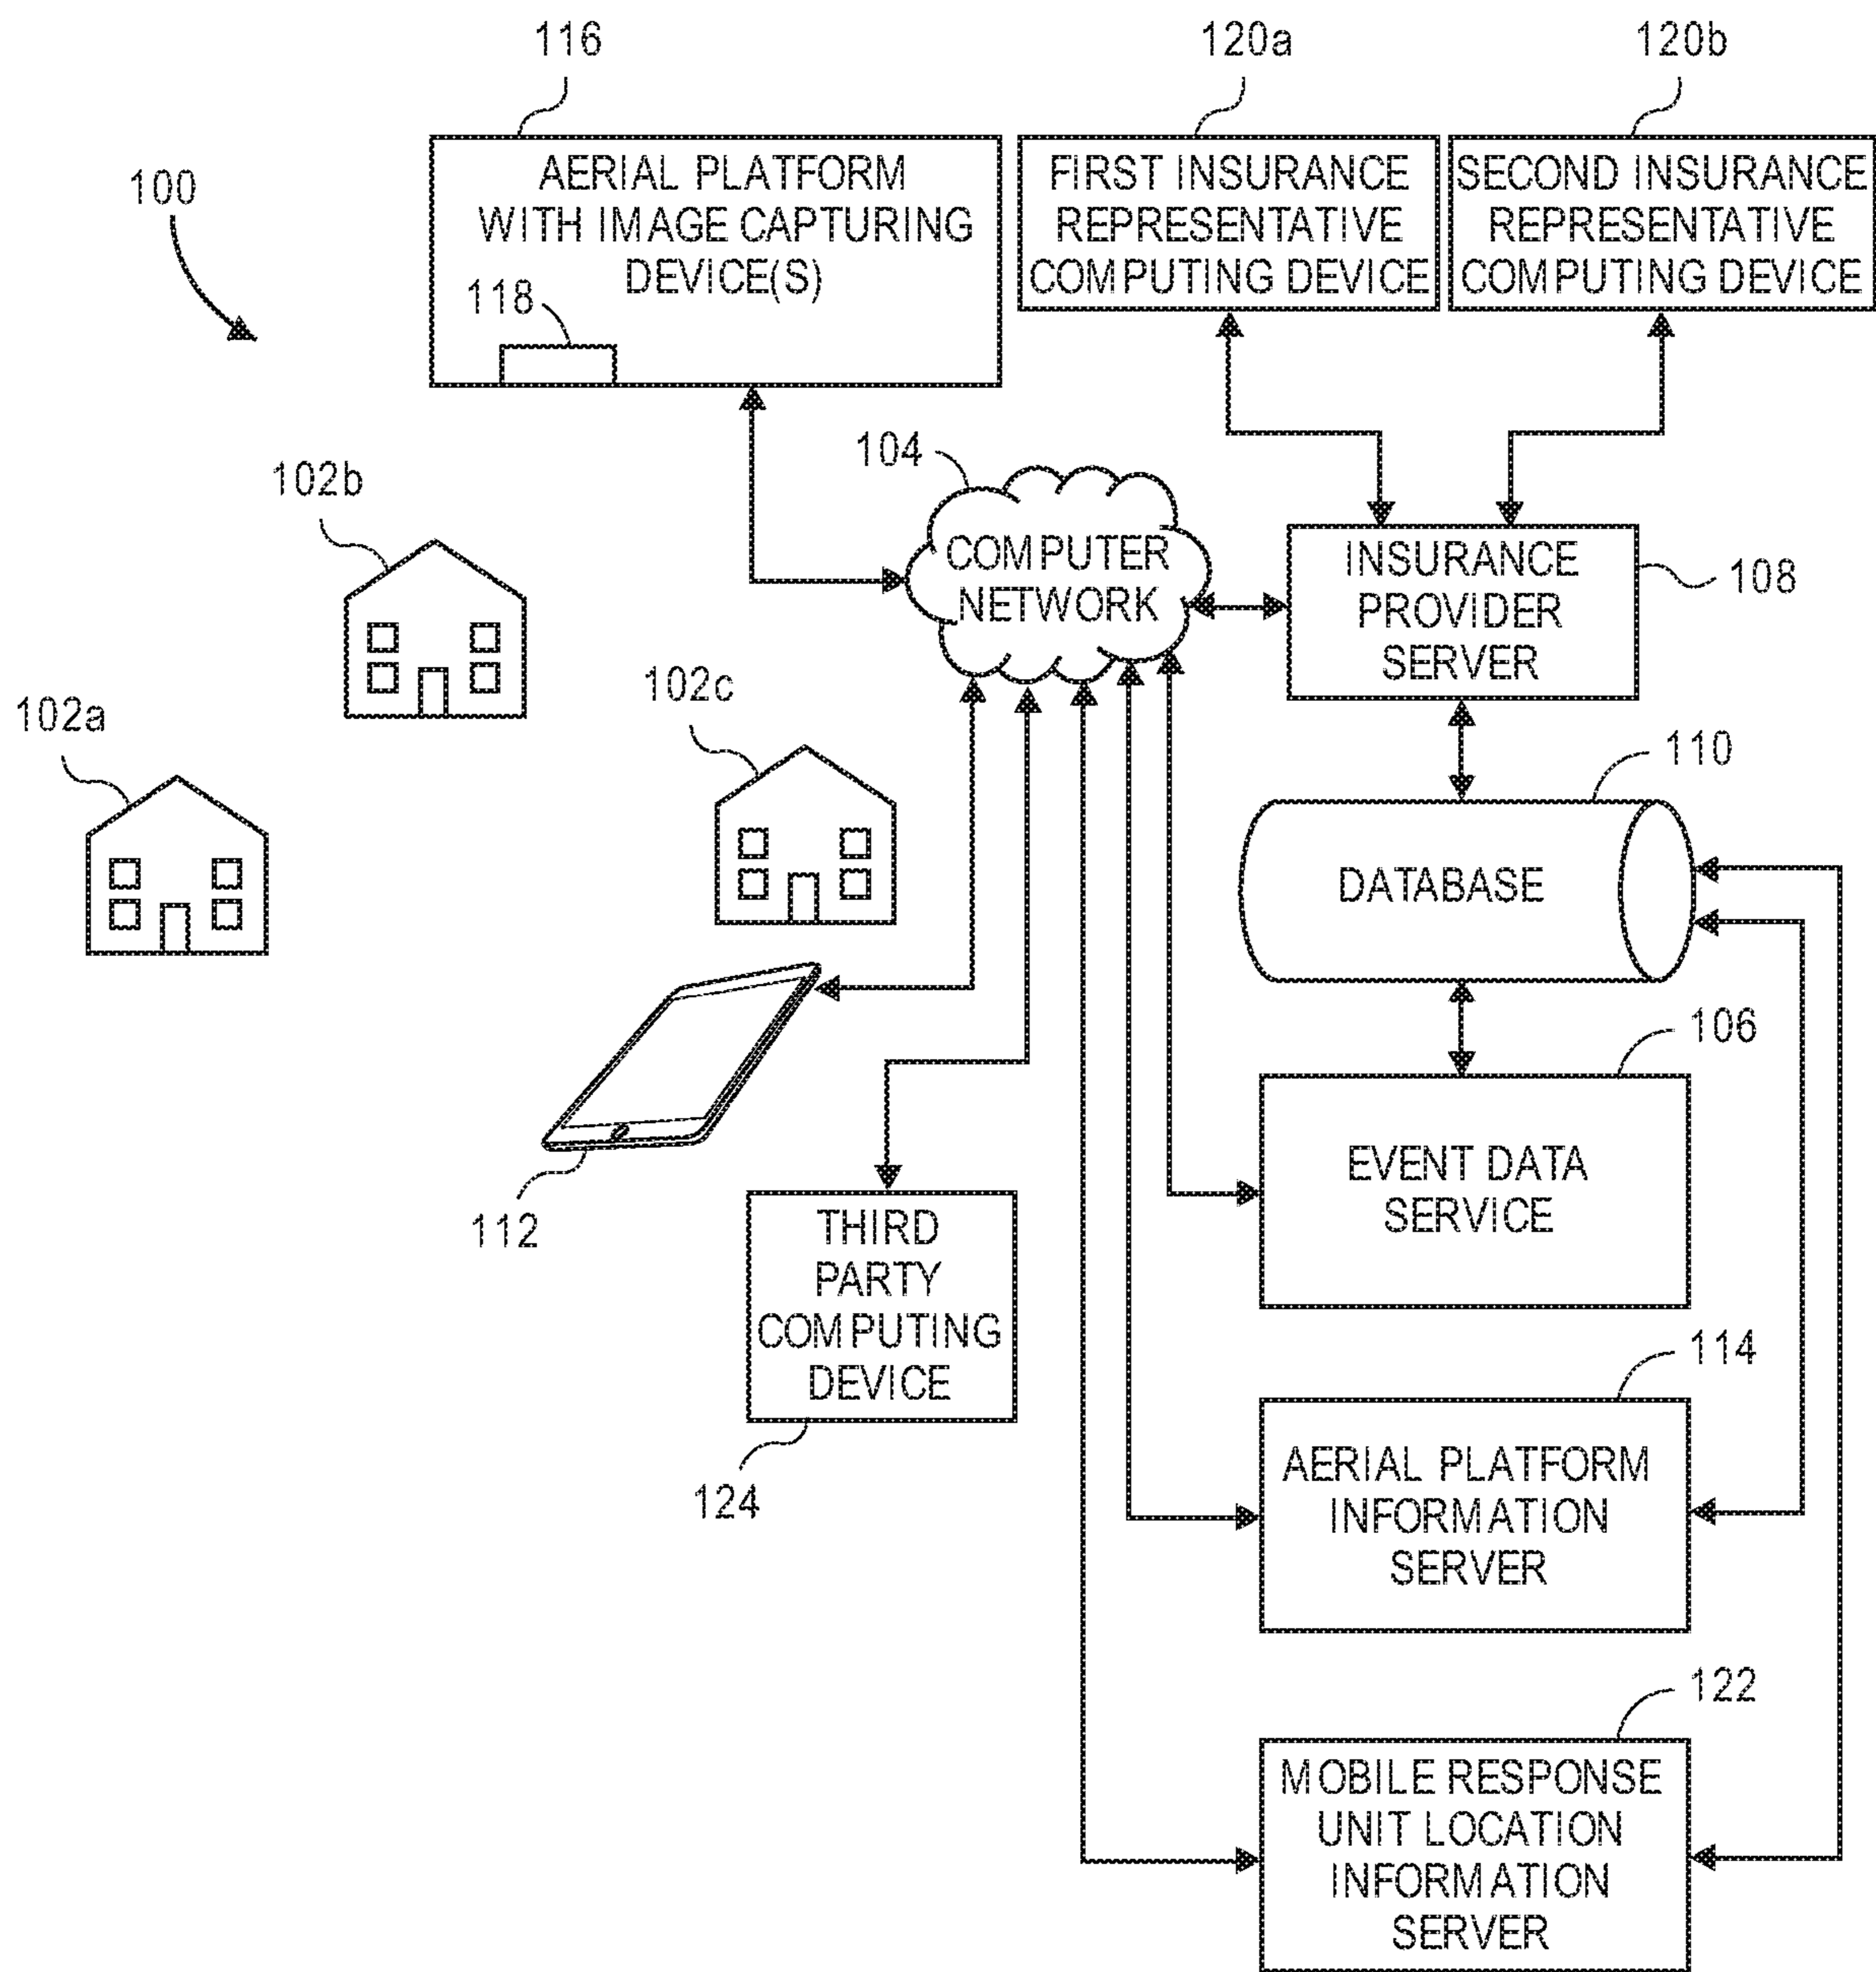 116
120a
120b
100
AERIAL PLATFORM
WITH IMAGE CAPTURING
DEVICE(S)
118
FIRST INSURANCE
REPRESENTATIVE
COMPUTING DEVICE
SECOND INSURANCE
REPRESENTATIVE
COMPUTING DEVICE
104
COMPUTER
NETWORK
INSURANCE
PROVIDER
SERVER
108
102b
102a
102c
110
DATABASE
106
EVENT DATA
SERVICE
112
THIRD
PARTY
COMPUTING
DEVICE
124
114
AERIAL PLATFORM
INFORMATION
SERVER
122
MOBILE RESPONSE
UNIT LOCATION
INFORMATION
SERVER